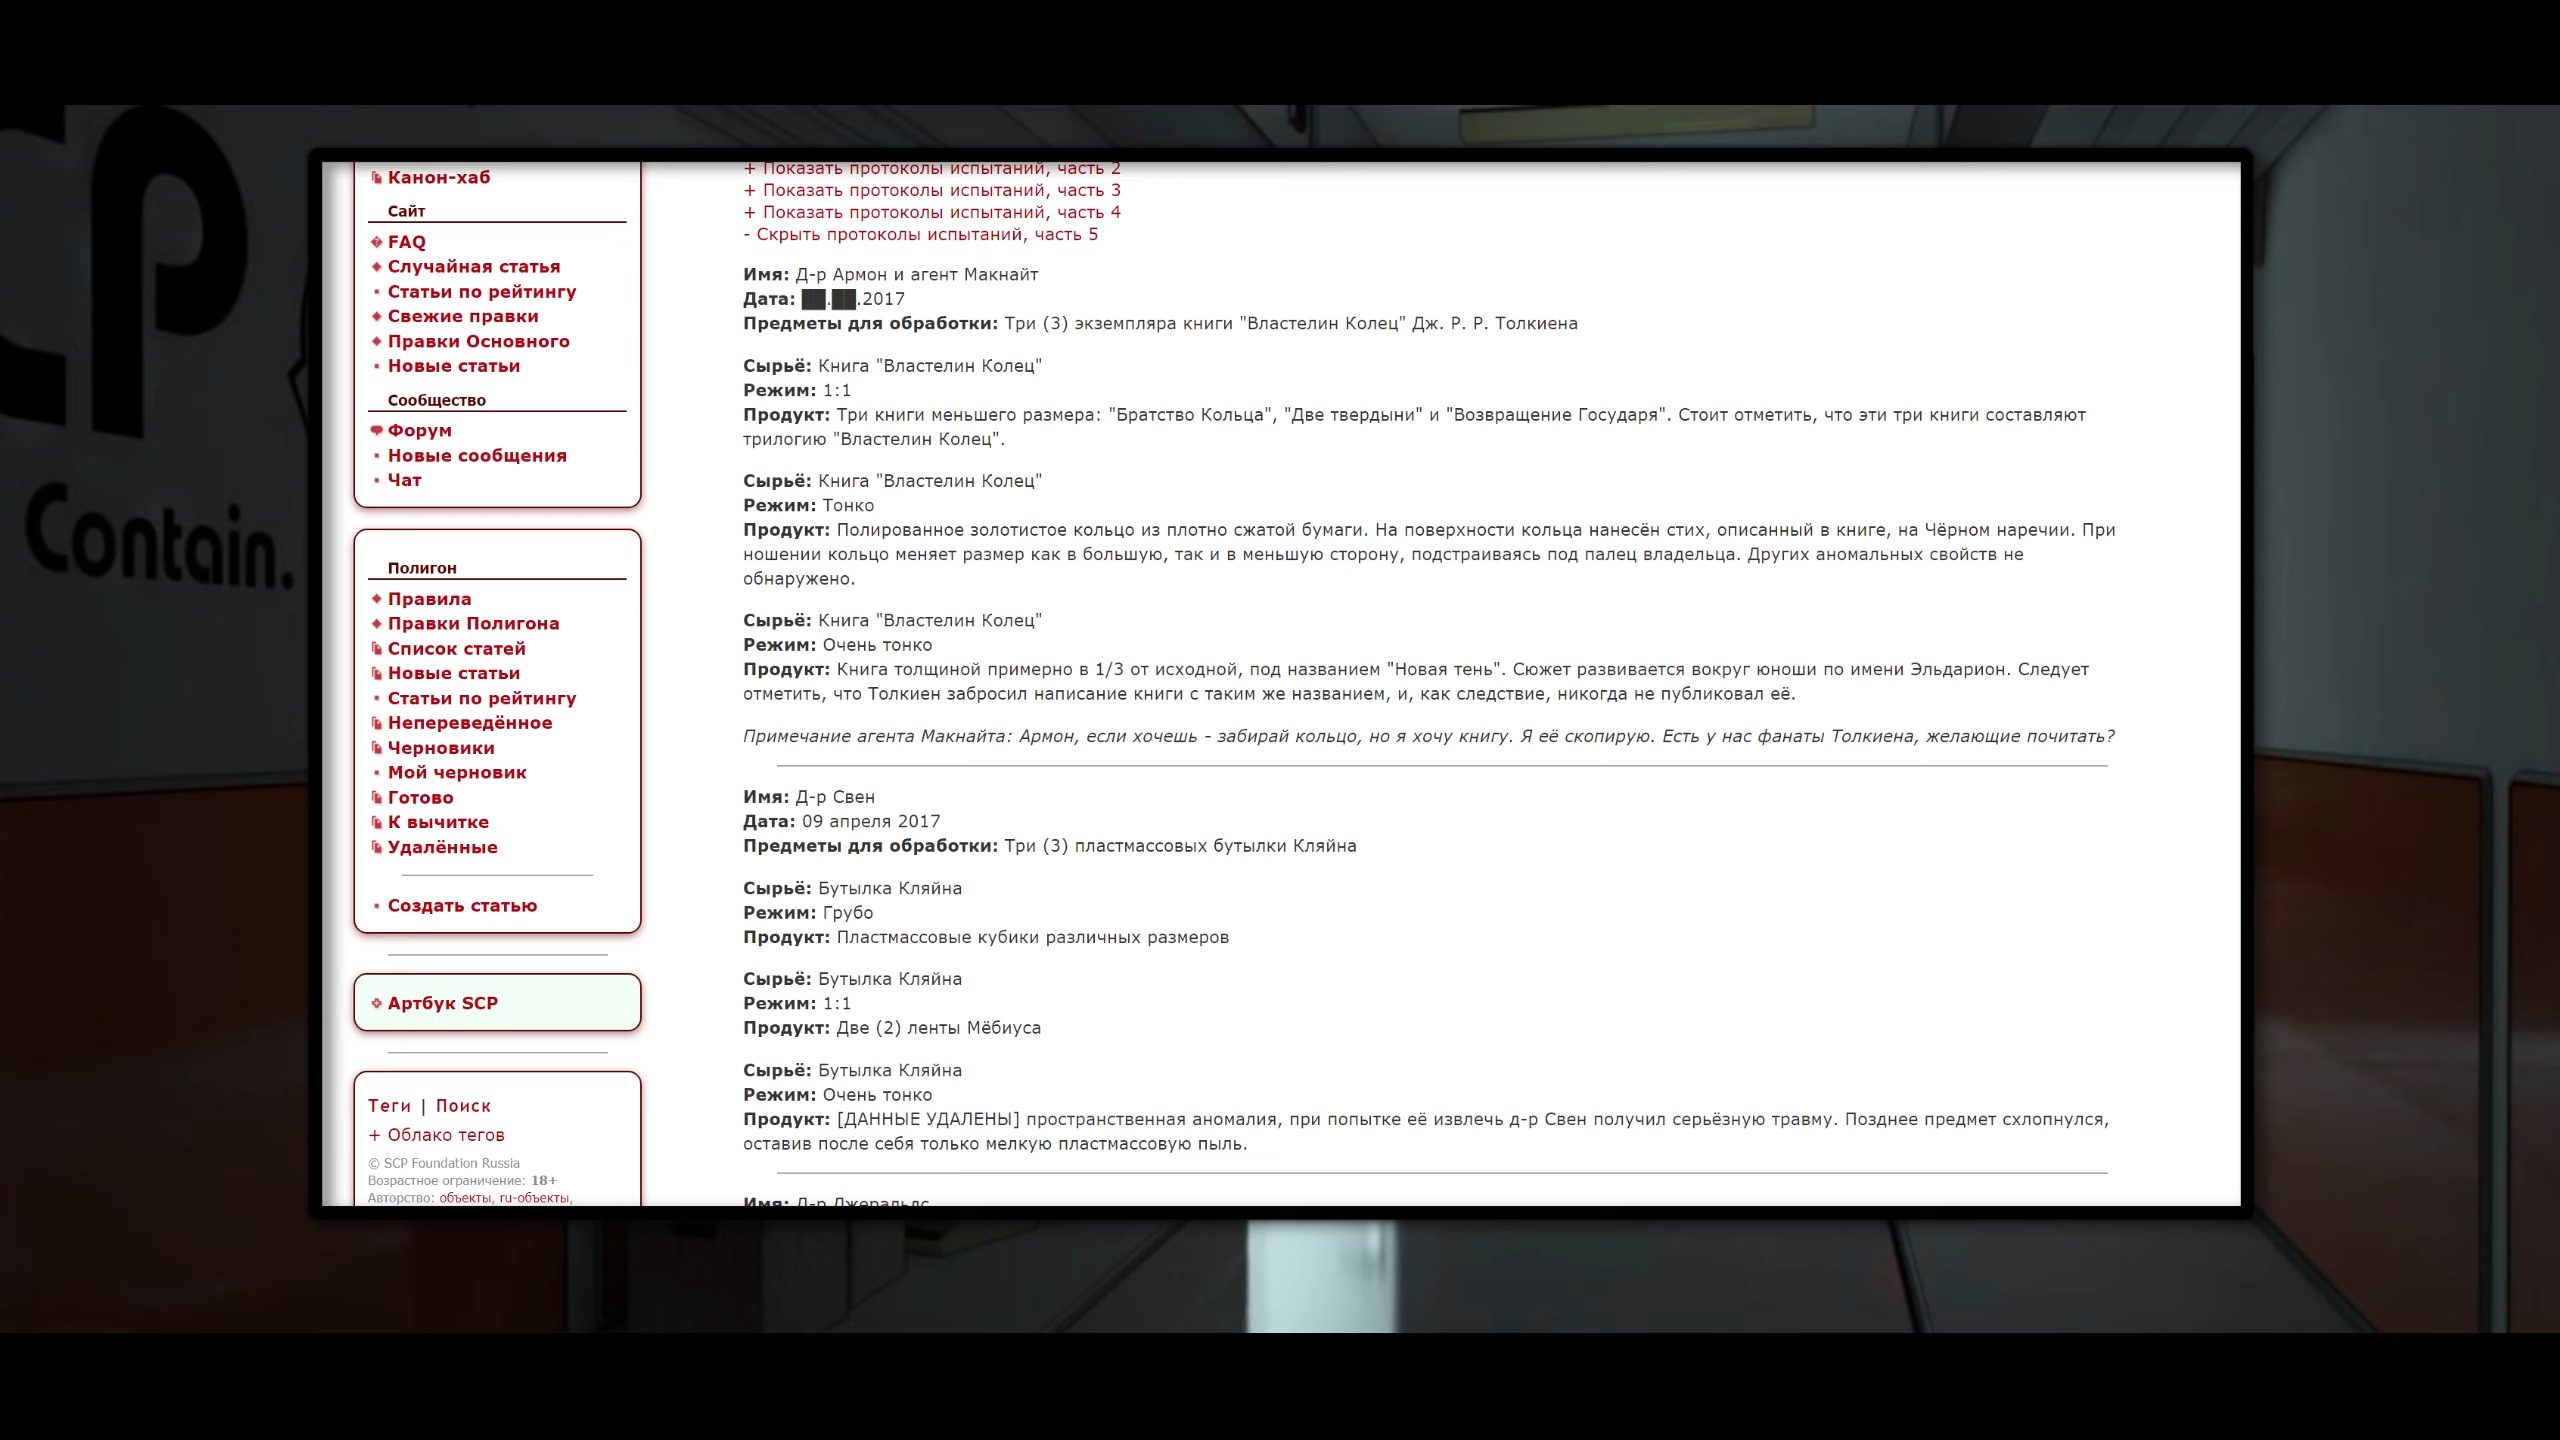 CP
Contain.
Канон-хаб
Сайт
FAQ
Случайная статья
Статьи по рейтингу
Свежие правки
Правки Основного
Новые статьи
Сообщество
Форум
Новые сообщения
Чат
Полигон
Правила
Правки Полигона
Список статей
Новые статьи
Статьи по рейтингу
Непереведённое
Черновики
Мой черновик
Готово
К вычитке
Удалённые
Создать статью
Артбук SCP
Теги | Поиск
+ Облако тегов
© SCP Foundation Russia
Возрастное ограничение: 18+
Авторство: объекты, ru-объекты,
+ Показать протоколы испытаний, часть 2
+ Показать протоколы испытаний, часть 3
+ Показать протоколы испытаний, часть 4
- Скрыть протоколы испытаний, часть 5
Имя: Д-р Армон и агент Макнайт
Дата: ██.██.2017
Предметы для обработки: Три (3) экземпляра книги "Властелин Колец" Дж. Р. Р. Толкиена
Сырьё: Книга "Властелин Колец"
Режим: 1:1
Продукт: Три книги меньшего размера: "Братство Кольца", "Две твердыни" и "Возвращение Государя". Стоит отметить, что эти три книги составляют
трилогию "Властелин Колец".
Сырьё: Книга "Властелин Колец"
Режим: Тонко
Продукт: Полированное золотистое кольцо из плотно сжатой бумаги. На поверхности кольца нанесён стих, описанный в книге, на Чёрном наречии. При
ношении кольцо меняет размер как в большую, так и в меньшую сторону, подстраиваясь под палец владельца. Других аномальных свойств не
обнаружено.
Сырьё: Книга "Властелин Колец"
Режим: Очень тонко
Продукт: Книга толщиной примерно в 1/3 от исходной, под названием "Новая тень". Сюжет развивается вокруг юноши по имени Эльдарион. Следует
отметить, что Толкиен забросил написание книги с таким же названием, и, как следствие, никогда не публиковал её.
Примечание агента Макнайта: Армон, если хочешь - забирай кольцо, но я хочу книгу. Я её скопирую. Есть у нас фанаты Толкиена, желающие почитать?
Имя: Д-р Свен
Дата: 09 апреля 2017
Предметы для обработки: Три (3) пластмассовых бутылки Кляйна
Сырьё: Бутылка Кляйна
Режим: Грубо
Продукт: Пластмассовые кубики различных размеров
Сырьё: Бутылка Кляйна
Режим: 1:1
Продукт: Две (2) ленты Мёбиуса
Сырьё: Бутылка Кляйна
Режим: Очень тонко
Продукт: [ДАННЫЕ УДАЛЕНЫ] пространственная аномалия, при попытке её извлечь д-р Свен получил серьёзную травму. Позднее предмет схлопнулся,
оставив после себя только мелкую пластмассовую пыль.
Имя: Д-р Джеральдс